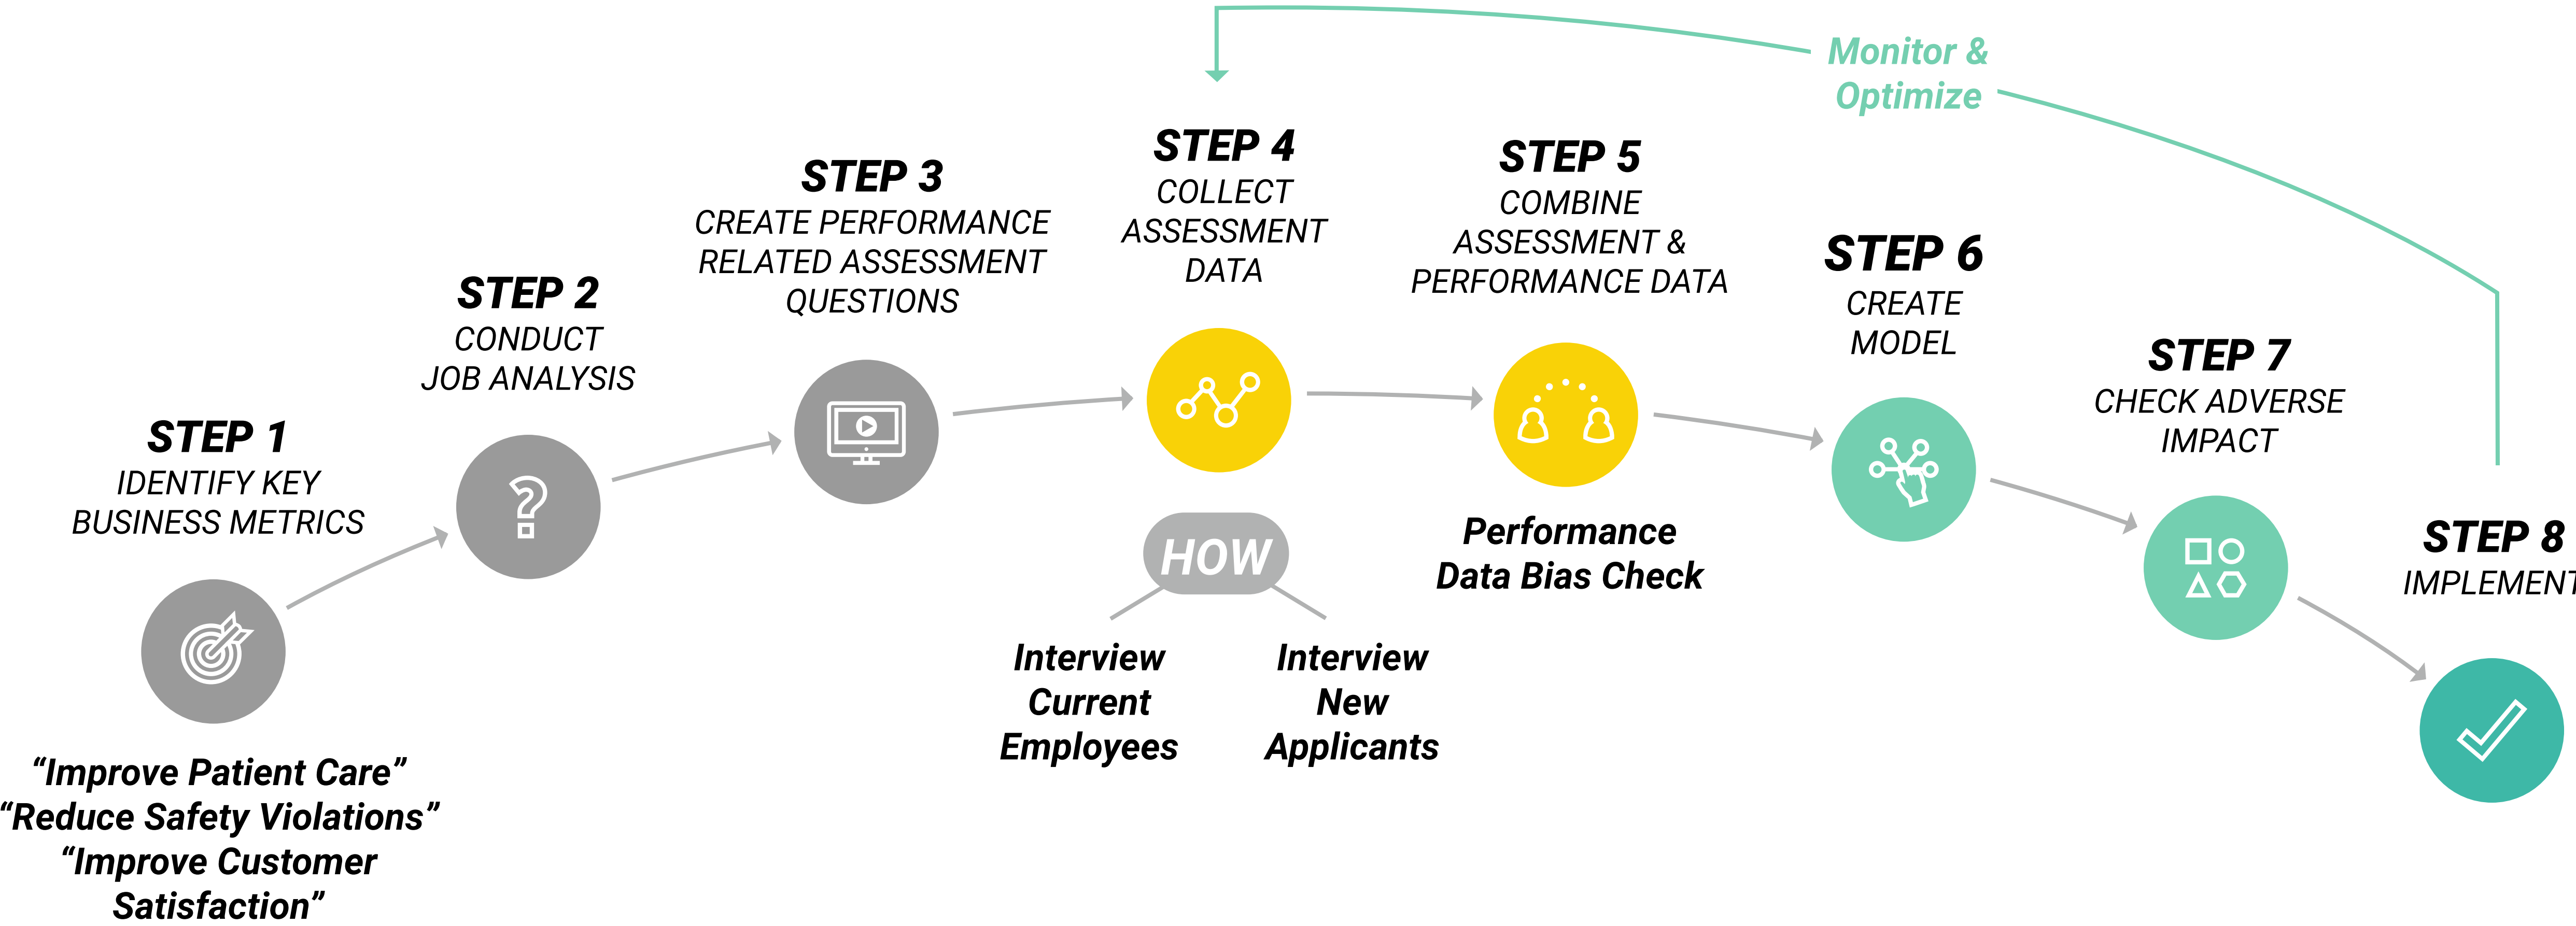 Monitor &
Optimize
STEP 1
IDENTIFY KEY
BUSINESS METRICS
“Improve Patient Care”
“Reduce Safety Violations”
“Improve Customer
Satisfaction”
STEP 2
CONDUCT
JOB ANALYSIS
STEP 3
CREATE PERFORMANCE
RELATED ASSESSMENT
QUESTIONS
STEP 4
COLLECT
ASSESSMENT
DATA
HOW
Interview
Current
Employees
Interview
New
Applicants
STEP 5
COMBINE
ASSESSMENT &
PERFORMANCE DATA
Performance
Data Bias Check
STEP 6
CREATE
MODEL
STEP 7
CHECK ADVERSE
IMPACT
STEP 8
IMPLEMENT